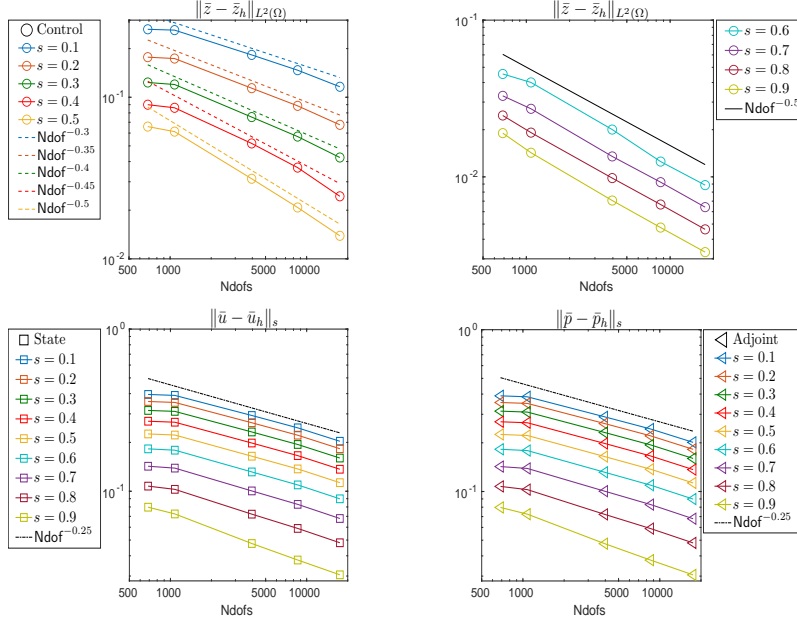 ‖z̄ − z̄_h‖_{L²(Ω)}
Control
s = 0.1
s = 0.2
s = 0.3
s = 0.4
s = 0.5
Ndof^{-0.3}
Ndof^{-0.35}
Ndof^{-0.4}
Ndof^{-0.45}
Ndof^{-0.5}
10^{-1}
10^{-2}
500
1000
5000
10000
Ndofs
‖z̄ − z̄_h‖_{L²(Ω)}
s = 0.6
s = 0.7
s = 0.8
s = 0.9
Ndof^{-0.5}
10^{-1}
10^{-2}
500
1000
5000
10000
Ndofs
‖ū − ū_h‖_s
State
s = 0.1
s = 0.2
s = 0.3
s = 0.4
s = 0.5
s = 0.6
s = 0.7
s = 0.8
s = 0.9
Ndof^{-0.25}
10^{0}
10^{-1}
500
1000
5000
10000
Ndofs
‖p̄ − p̄_h‖_s
Adjoint
s = 0.1
s = 0.2
s = 0.3
s = 0.4
s = 0.5
s = 0.6
s = 0.7
s = 0.8
s = 0.9
Ndof^{-0.25}
10^{0}
10^{-1}
500
1000
5000
10000
Ndofs